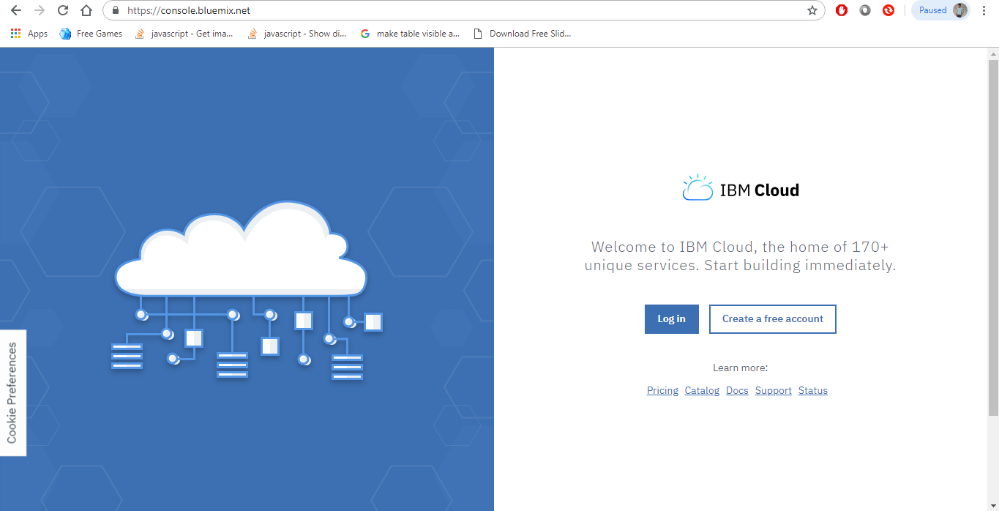 https://console.bluemix.net
Paused
Apps
Free Games
javascript - Get ima...
javascript - Show di...
make table visible a...
Download Free Slid...
IBM Cloud
Welcome to IBM Cloud, the home of 170+
unique services. Start building immediately.
Log in
Create a free account
Learn more:
Pricing Catalog Docs Support Status
Cookie Preferences